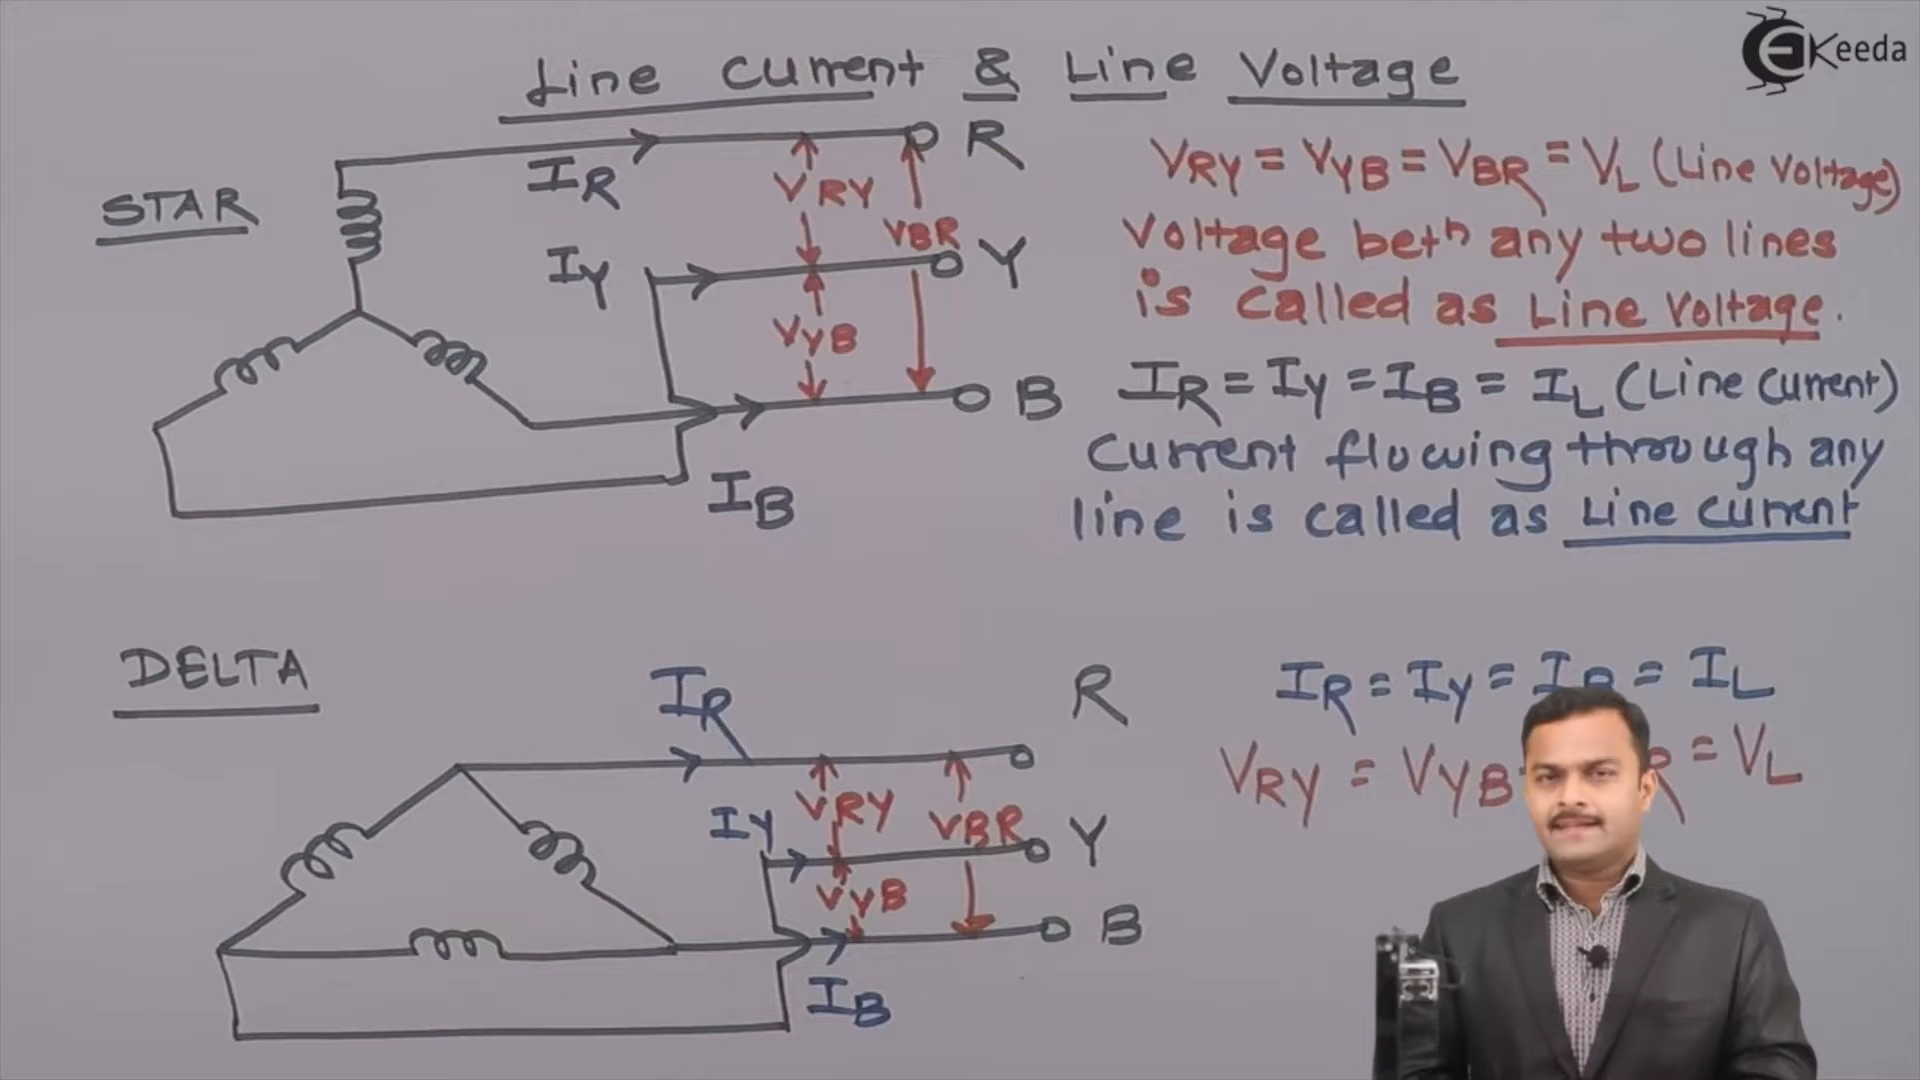 Line Current & Line Voltage
EKeeda
STAR
IR
R
VRY
VBR
IY
Y
VYB
B
IB
VRY = VYB = VBR = VL (Line Voltage)
Voltage betn any two lines
is called as Line Voltage.
IR = IY = IB = IL (Line Current)
Current flowing through any
line is called as Line Current
DELTA
IR
R
VRY
VBR
IY
Y
VYB
B
IB
IR = IY = IB = IL
VRY = VYB R = VL